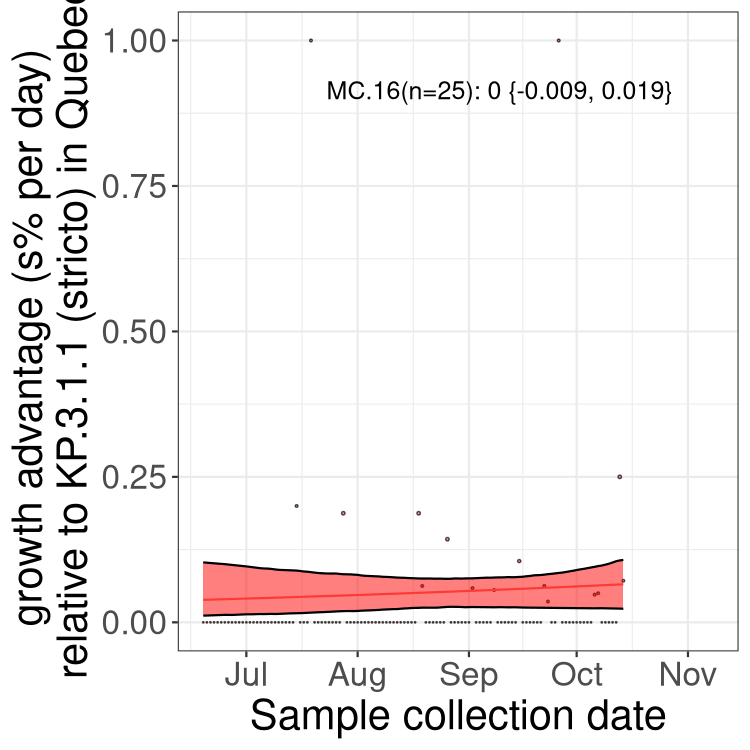 growth advantage (s% per day)
relative to KP.3.1.1 (stricto) in Quebec
1.00
0.75
0.50
0.25
0.00
MC.16(n=25): 0 {-0.009, 0.019}
Jul Aug Sep Oct Nov
Sample collection date